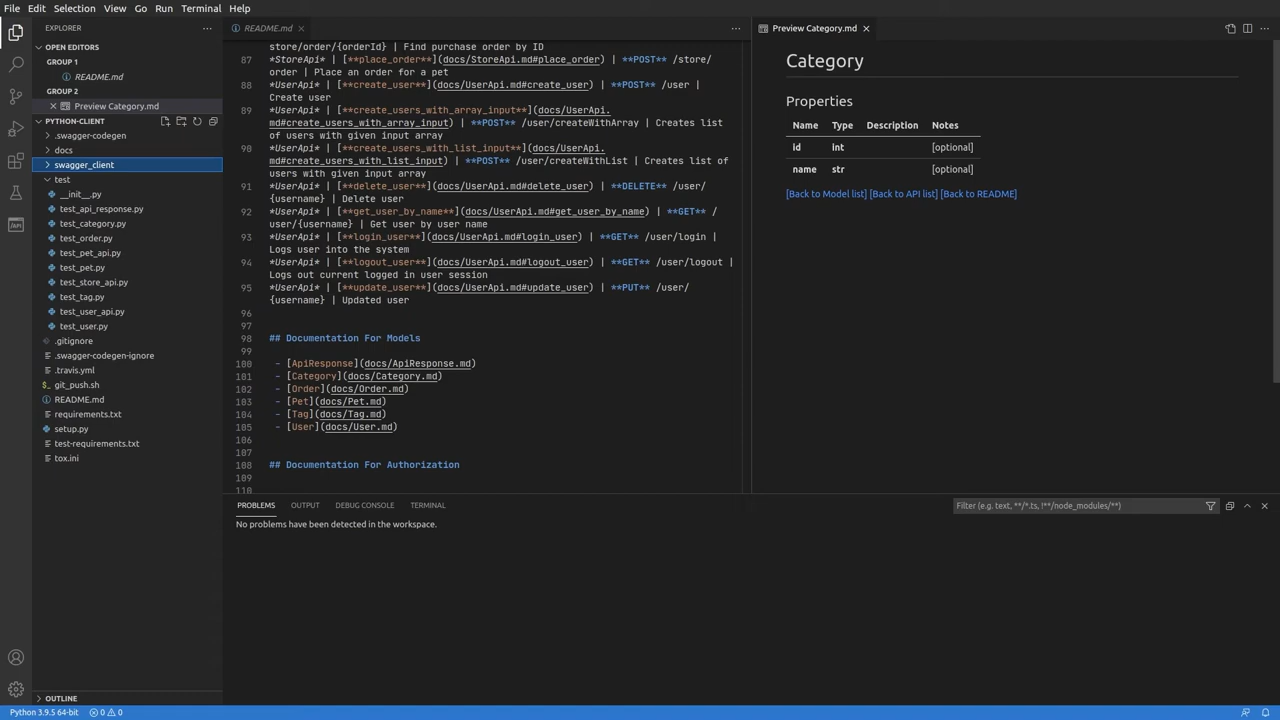 File Edit Selection View Go Run Terminal Help
EXPLORER
OPEN EDITORS
GROUP 1
README.md
GROUP 2
Preview Category.md
PYTHON-CLIENT
.swagger-codegen
docs
swagger_client
test
__init__.py
test_api_response.py
test_category.py
test_order.py
test_pet_api.py
test_pet.py
test_store_api.py
test_tag.py
test_user_api.py
test_user.py
.gitignore
.swagger-codegen-ignore
.travis.yml
git_push.sh
README.md
requirements.txt
setup.py
test-requirements.txt
tox.ini
OUTLINE
README.md
store/order/{orderId} | Find purchase order by ID
87 *StoreApi* | [**place_order**](docs/StoreApi.md#place_order) | **POST** /store/
order | Place an order for a pet
88 *UserApi* | [**create_user**](docs/UserApi.md#create_user) | **POST** /user |
Create user
89 *UserApi* | [**create_users_with_array_input**](docs/UserApi.
md#create_users_with_array_input) | **POST** /user/createWithArray | Creates list
of users with given input array
90 *UserApi* | [**create_users_with_list_input**](docs/UserApi.
md#create_users_with_list_input) | **POST** /user/createWithList | Creates list of
users with given input array
91 *UserApi* | [**delete_user**](docs/UserApi.md#delete_user) | **DELETE** /user/
{username} | Delete user
92 *UserApi* | [**get_user_by_name**](docs/UserApi.md#get_user_by_name) | **GET** /
user/{username} | Get user by user name
93 *UserApi* | [**login_user**](docs/UserApi.md#login_user) | **GET** /user/login |
Logs user into the system
94 *UserApi* | [**logout_user**](docs/UserApi.md#logout_user) | **GET** /user/logout |
Logs out current logged in user session
95 *UserApi* | [**update_user**](docs/UserApi.md#update_user) | **PUT** /user/
{username} | Updated user
96
97
98 ## Documentation For Models
99
100 - [ApiResponse](docs/ApiResponse.md)
101 - [Category](docs/Category.md)
102 - [Order](docs/Order.md)
103 - [Pet](docs/Pet.md)
104 - [Tag](docs/Tag.md)
105 - [User](docs/User.md)
106
107
108 ## Documentation For Authorization
109
110
Preview Category.md
Category
Properties
Name Type Description Notes
id int [optional]
name str [optional]
[Back to Model list] [Back to API list] [Back to README]
PROBLEMS OUTPUT DEBUG CONSOLE TERMINAL
Filter (e.g. text, **/*.ts, !**/node_modules/**)
No problems have been detected in the workspace.
Python 3.9.5 64-bit 0 0